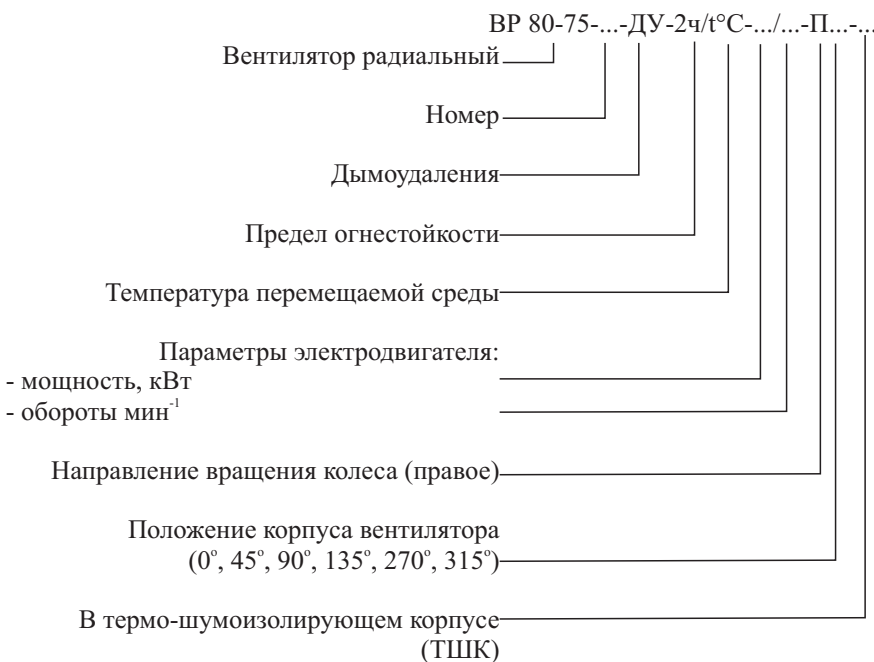 ВР 80-75-...-ДУ-2ч/t°С-.../...-П...-...
Вентилятор радиальный
Номер
Дымоудаления
Предел огнестойкости
Температура перемещаемой среды
Параметры электродвигателя:
- мощность, кВт
- обороты мин⁻¹
Направление вращения колеса (правое)
Положение корпуса вентилятора
(0°, 45°, 90°, 135°, 270°, 315°)
В термо-шумоизолирующем корпусе
(ТШК)